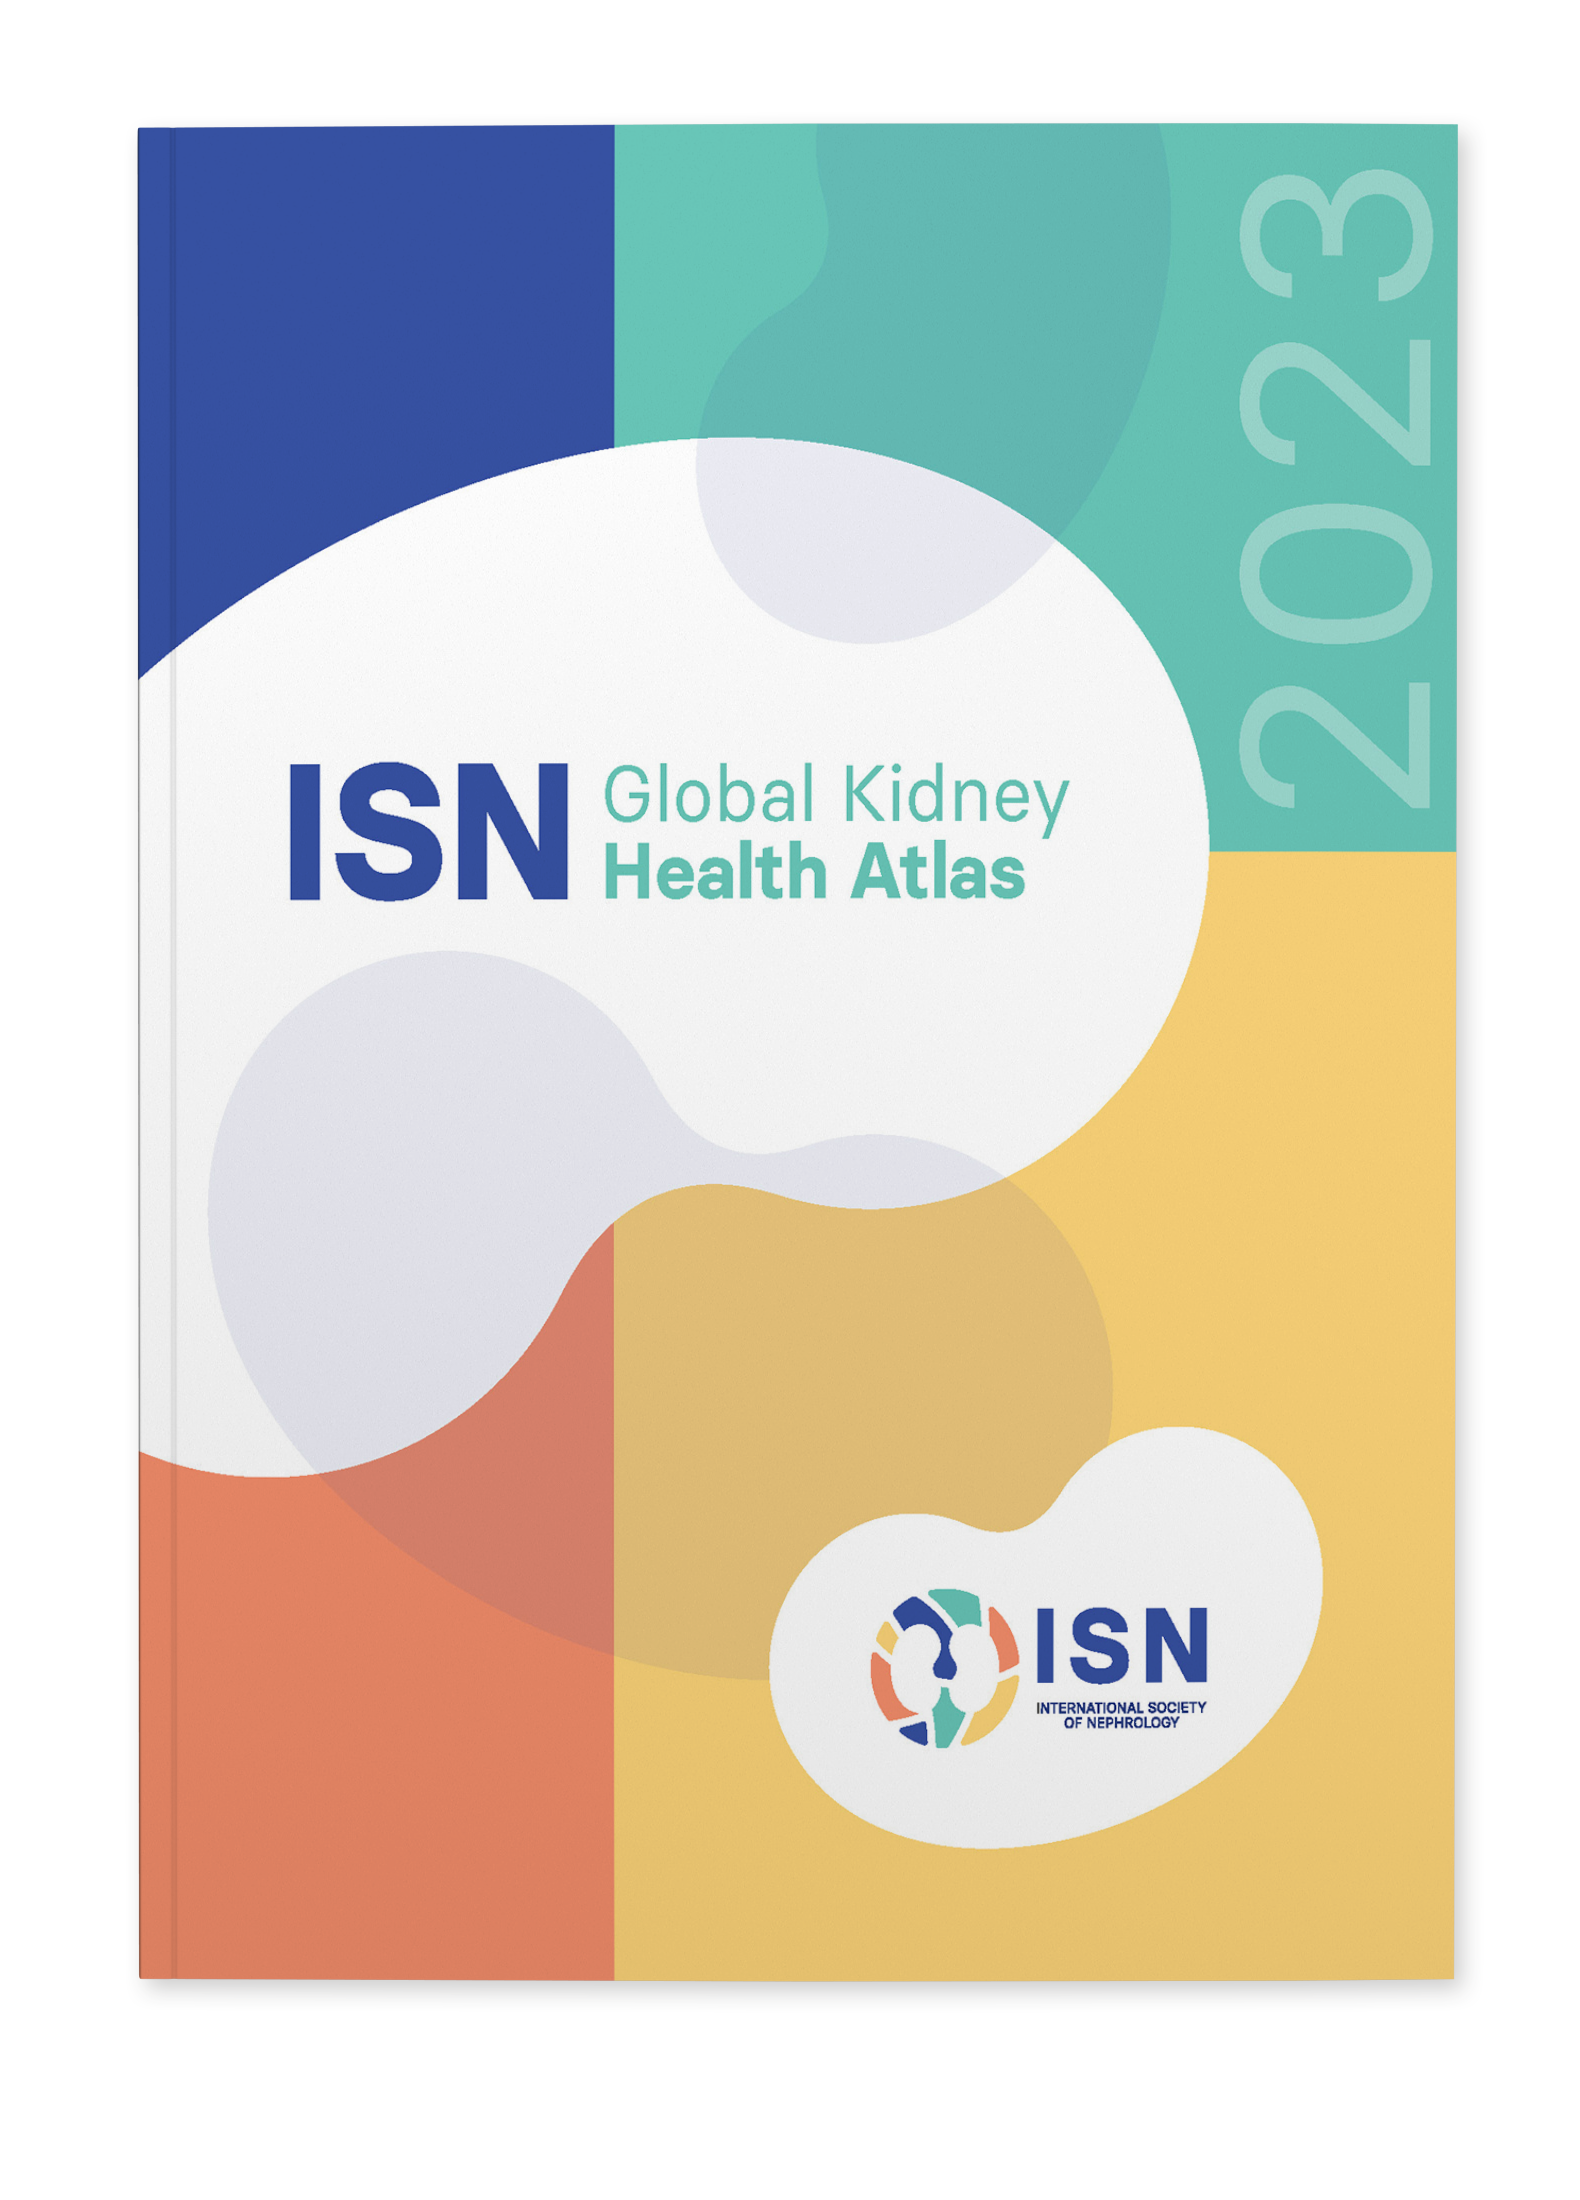 2023
ISN
Global Kidney
Health Atlas
ISN
INTERNATIONAL SOCIETY
OF NEPHROLOGY